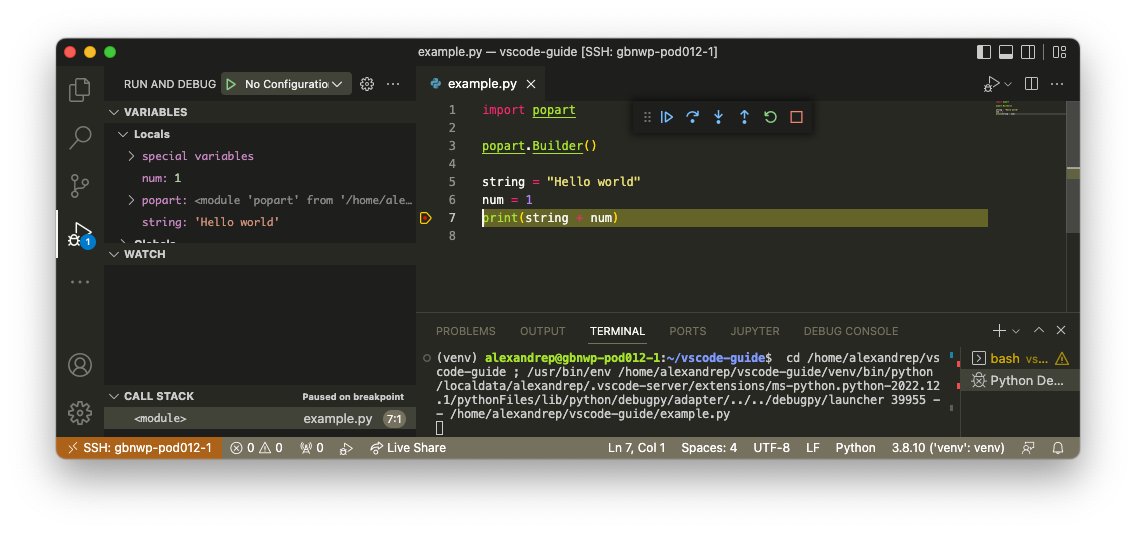 example.py — vscode-guide [SSH: gbnwp-pod012-1]
RUN AND DEBUG No Configuratio
VARIABLES
Locals
special variables
num: 1
popart: <module 'popart' from '/home/ale…
string: 'Hello world'
Globals
WATCH
CALL STACK Paused on breakpoint
<module> example.py 7:1
1
example.py
1 import popart
2
3 popart.Builder()
4
5 string = "Hello world"
6 num = 1
7 print(string + num)
8
PROBLEMS OUTPUT TERMINAL PORTS JUPYTER DEBUG CONSOLE
(venv) alexandrep@gbnwp-pod012-1:~/vscode-guide$  cd /home/alexandrep/vs
code-guide ; /usr/bin/env /home/alexandrep/vscode-guide/venv/bin/python
/localdata/alexandrep/.vscode-server/extensions/ms-python.python-2022.12
.1/pythonFiles/lib/python/debugpy/adapter/../../debugpy/launcher 39955 -
- /home/alexandrep/vscode-guide/example.py
bash vs...
Python De...
SSH: gbnwp-pod012-1 0 0 0 Live Share Ln 7, Col 1 Spaces: 4 UTF-8 LF Python 3.8.10 ('venv': venv)